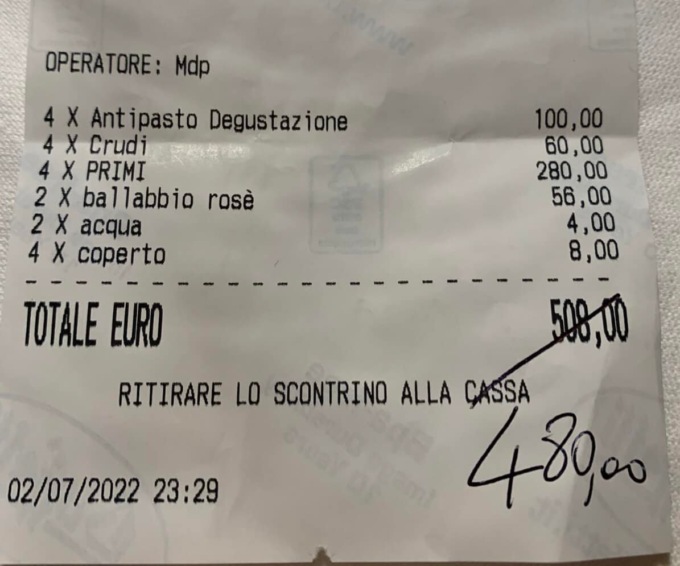 OPERATORE: Mdp
4 X Antipasto Degustazione 100,00
4 X Crudi 60,00
4 X PRIMI 280,00
2 X ballabbio rosè 56,00
2 X acqua 4,00
4 X coperto 8,00
TOTALE EURO 508,00
RITIRARE LO SCONTRINO ALLA CASSA
480,00
02/07/2022 23:29